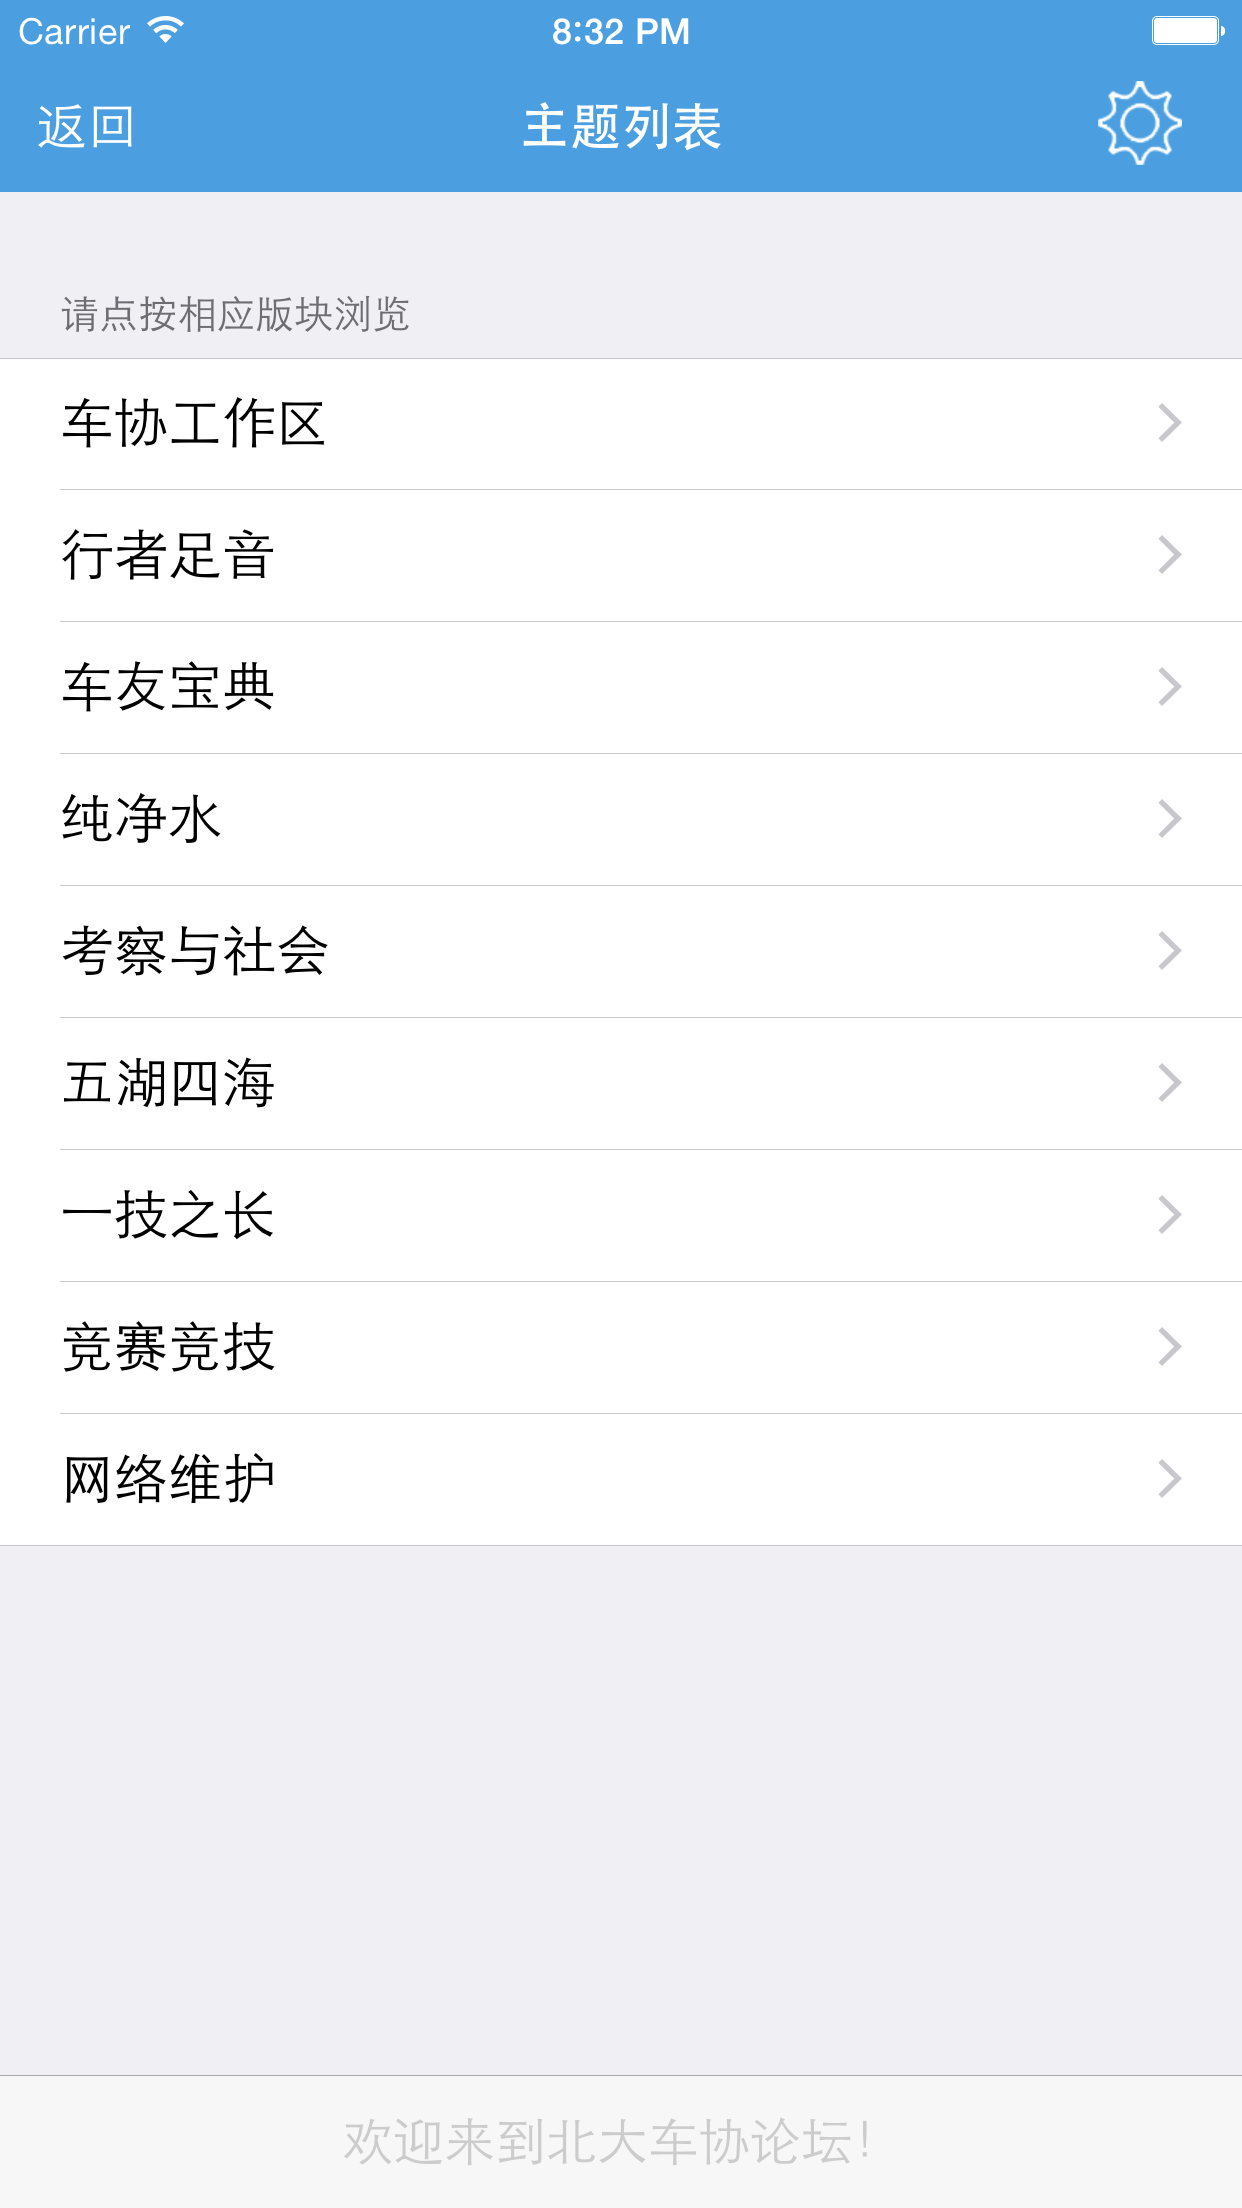 Carrier 8:32 PM
返回 主题列表
请点按相应版块浏览
车协工作区
行者足音
车友宝典
纯净水
考察与社会
五湖四海
一技之长
竞赛竞技
网络维护
欢迎来到北大车协论坛！